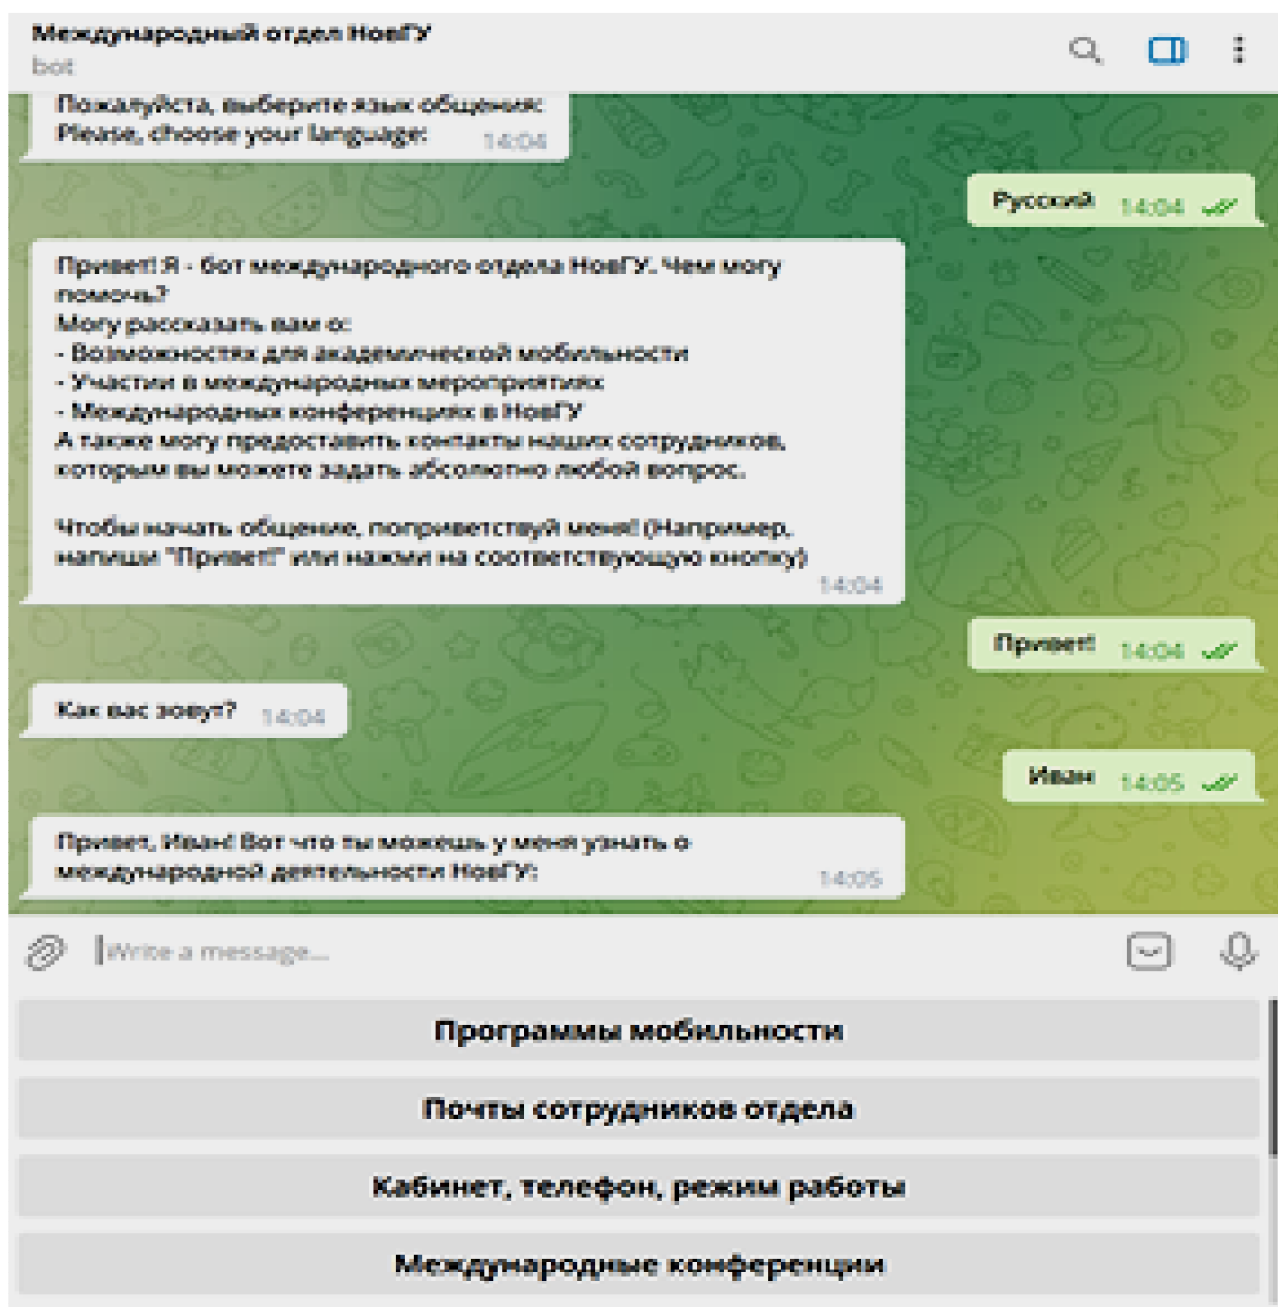 Международный отдел НовГУ
bot
Пожалуйста, выберите язык общения:
Please, choose your language:
14:04
Русский 14:04
Привет! Я - бот международного отдела НовГУ. Чем могу
помочь?
Могу рассказать вам о:
- Возможностях для академической мобильности
- Участии в международных мероприятиях
- Международных конференциях в НовГУ
А также могу предоставить контакты наших сотрудников,
которым вы можете задать абсолютно любой вопрос.
Чтобы начать общение, поприветствуй меня! (Например,
напиши "Привет!" или нажми на соответствующую кнопку)
14:04
Привет! 14:04
Как вас зовут? 14:04
Иван 14:05
Привет, Иван! Вот что ты можешь у меня узнать о
международной деятельности НовГУ:
14:05
Write a message...
Программы мобильности
Почты сотрудников отдела
Кабинет, телефон, режим работы
Международные конференции